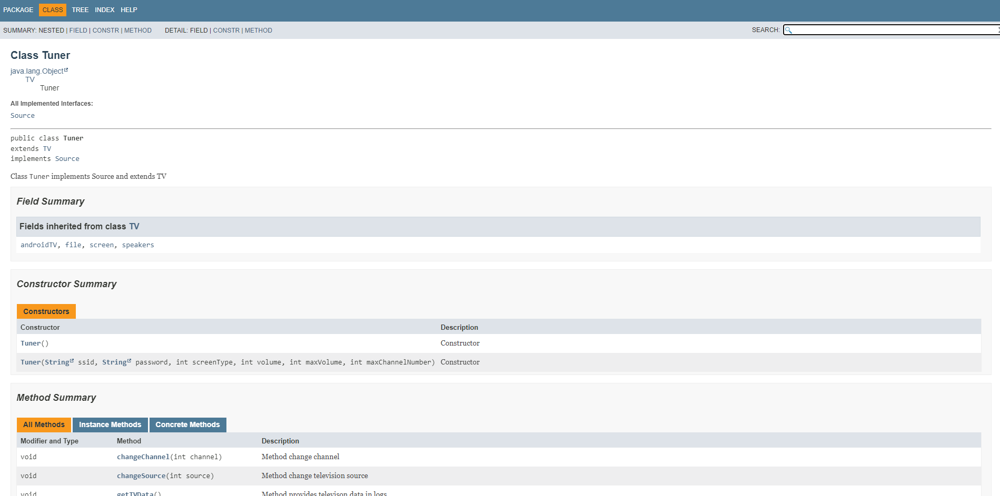 PACKAGE CLASS TREE INDEX HELP
SUMMARY: NESTED | FIELD | CONSTR | METHOD DETAIL: FIELD | CONSTR | METHOD SEARCH:
Class Tuner
java.lang.Object
TV
Tuner
All Implemented Interfaces:
Source
public class Tuner
extends TV
implements Source
Class Tuner implements Source and extends TV
Field Summary
Fields inherited from class TV
androidTV, file, screen, speakers
Constructor Summary
Constructors
Constructor Description
Tuner() Constructor
Tuner(String ssid, String password, int screenType, int volume, int maxVolume, int maxChannelNumber) Constructor
Method Summary
All Methods Instance Methods Concrete Methods
Modifier and Type Method Description
void changeChannel(int channel) Method change channel
void changeSource(int source) Method change television source
void getTVData() Method provides televison data in logs